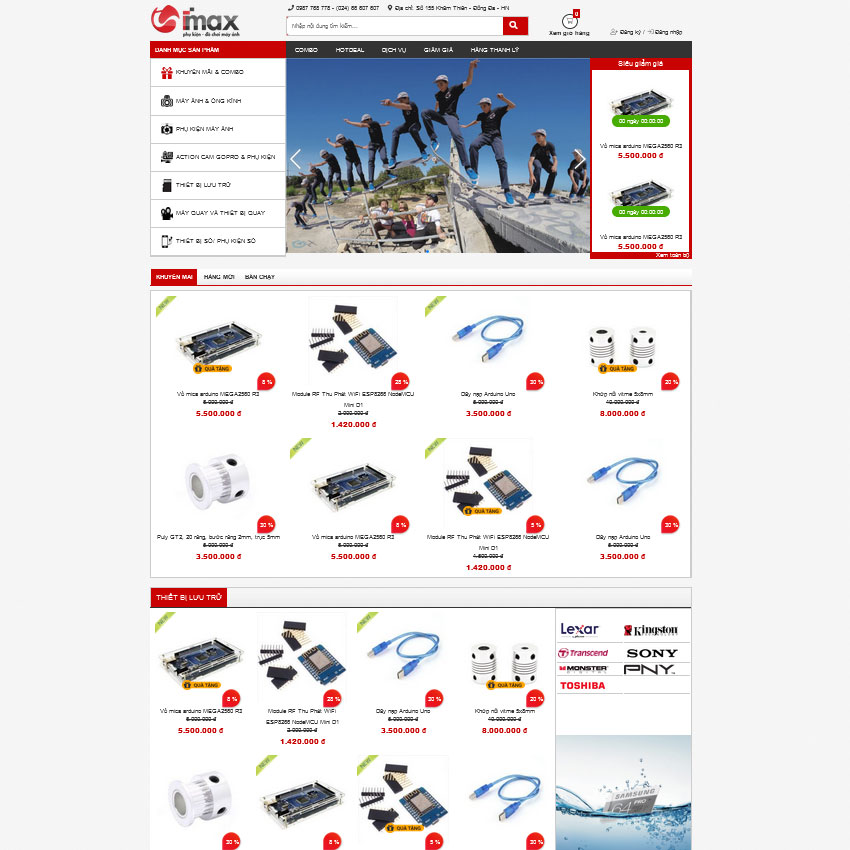 imax
phụ kiện - đồ chơi máy ảnh
0987 768 778 - (024) 66 607 607
Địa chỉ: Số 155 Khâm Thiên - Đống Đa - HN
Nhập nội dung tìm kiếm....
0
Xem giỏ hàng
Đăng ký / Đăng nhập
DANH MỤC SẢN PHẨM
COMBO
HOTDEAL
DỊCH VỤ
GIẢM GIÁ
HÀNG THANH LÝ
KHUYẾN MÃI & COMBO
MÁY ẢNH & ỐNG KÍNH
PHỤ KIỆN MÁY ẢNH
ACTION CAM GOPRO & PHỤ KIỆN
THIẾT BỊ LƯU TRỮ
MÁY QUAY VÀ THIẾT BỊ QUAY
THIẾT BỊ SỐ/ PHỤ KIỆN SỐ
Siêu giảm giá
00 ngày 00:00:00
Vỏ mica arduino MEGA2560 R3
5.500.000 đ
00 ngày 00:00:00
Vỏ mica arduino MEGA2560 R3
5.500.000 đ
Xem toàn bộ
KHUYẾN MẠI
HÀNG MỚI
BÁN CHẠY
NEW
QUÀ TẶNG
8 %
Vỏ mica arduino MEGA2560 R3
6.000.000 đ
5.500.000 đ
28 %
Module RF Thu Phát WiFi ESP8266 NodeMCU
Mini D1
2.000.000 đ
1.420.000 đ
NEW
30 %
Dây nạp Arduino Uno
5.000.000 đ
3.500.000 đ
QUÀ TẶNG
20 %
Khớp nối vitme 5x8mm
10.000.000 đ
8.000.000 đ
30 %
Puly GT2, 20 răng, bước răng 2mm, trục 5mm
5.000.000 đ
3.500.000 đ
NEW
8 %
Vỏ mica arduino MEGA2560 R3
6.000.000 đ
5.500.000 đ
NEW
QUÀ TẶNG
5 %
Module RF Thu Phát WiFi ESP8266 NodeMCU
Mini D1
1.500.000 đ
1.420.000 đ
30 %
Dây nạp Arduino Uno
5.000.000 đ
3.500.000 đ
THIẾT BỊ LƯU TRỮ
NEW
QUÀ TẶNG
8 %
Vỏ mica arduino MEGA2560 R3
6.000.000 đ
5.500.000 đ
28 %
Module RF Thu Phát WiFi
ESP8266 NodeMCU Mini D1
2.000.000 đ
1.420.000 đ
NEW
30 %
Dây nạp Arduino Uno
5.000.000 đ
3.500.000 đ
QUÀ TẶNG
20 %
Khớp nối vitme 5x8mm
10.000.000 đ
8.000.000 đ
Lexar
Kingston
Transcend
SONY
MONSTER
DIGITAL
PNY
TOSHIBA
30 %
NEW
8 %
NEW
QUÀ TẶNG
5 %
30 %
SAMSUNG
64 PRO